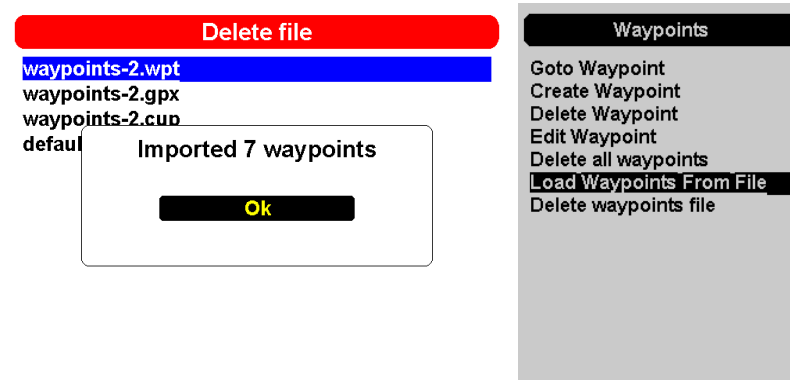 Delete file
waypoints-2.wpt
waypoints-2.gpx
waypoints-2.cup
defaul
Imported 7 waypoints
Ok
Waypoints
Goto Waypoint
Create Waypoint
Delete Waypoint
Edit Waypoint
Delete all waypoints
Load Waypoints From File
Delete waypoints file